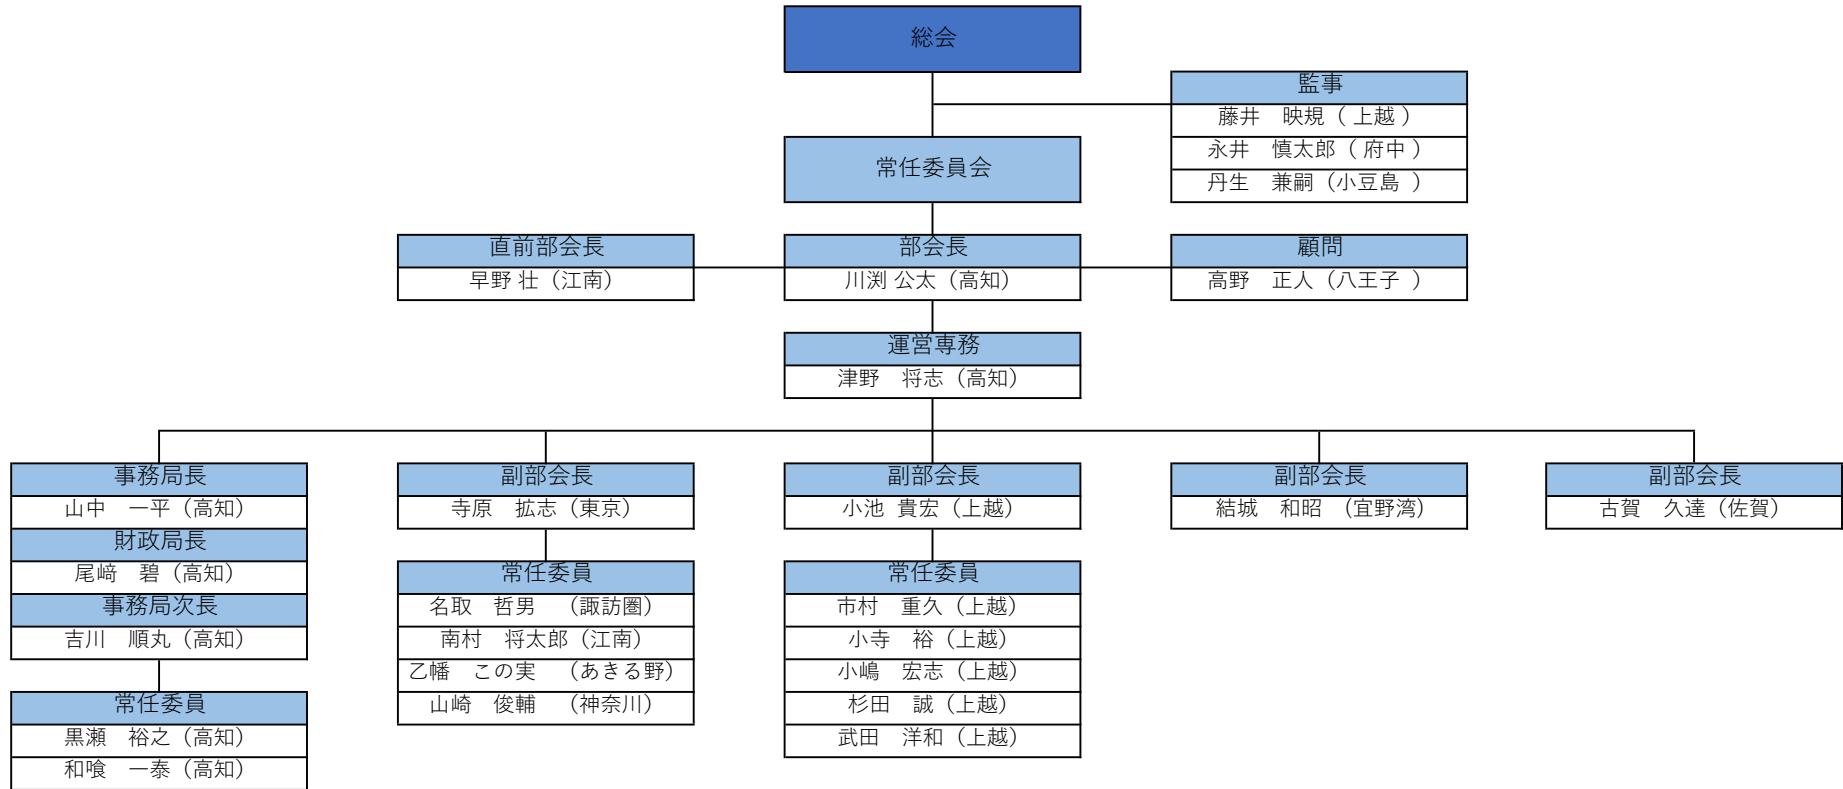 総会
監事
藤井　映規（ 上越 ）
永井　慎太郎（ 府中 ）
丹生　兼嗣（小豆島 ）
常任委員会
直前部会長
早野 壮（江南）
部会長
川渕 公太（高知）
顧問
高野　正人（八王子 ）
運営専務
津野　将志（高知）
事務局長
山中　一平（高知）
財政局長
尾﨑　碧（高知）
事務局次長
吉川　順丸（高知）
常任委員
黒瀬　裕之（高知）
和喰　一泰（高知）
副部会長
寺原　拡志（東京）
常任委員
名取　哲男　（諏訪圏）
南村　将太郎（江南）
乙幡　この実　（あきる野）
山崎　俊輔　（神奈川）
副部会長
小池 貴宏（上越）
常任委員
市村　重久（上越）
小寺　裕（上越）
小嶋　宏志（上越）
杉田　誠（上越）
武田　洋和（上越）
副部会長
結城　和昭　（宜野湾）
副部会長
古賀　久達（佐賀）